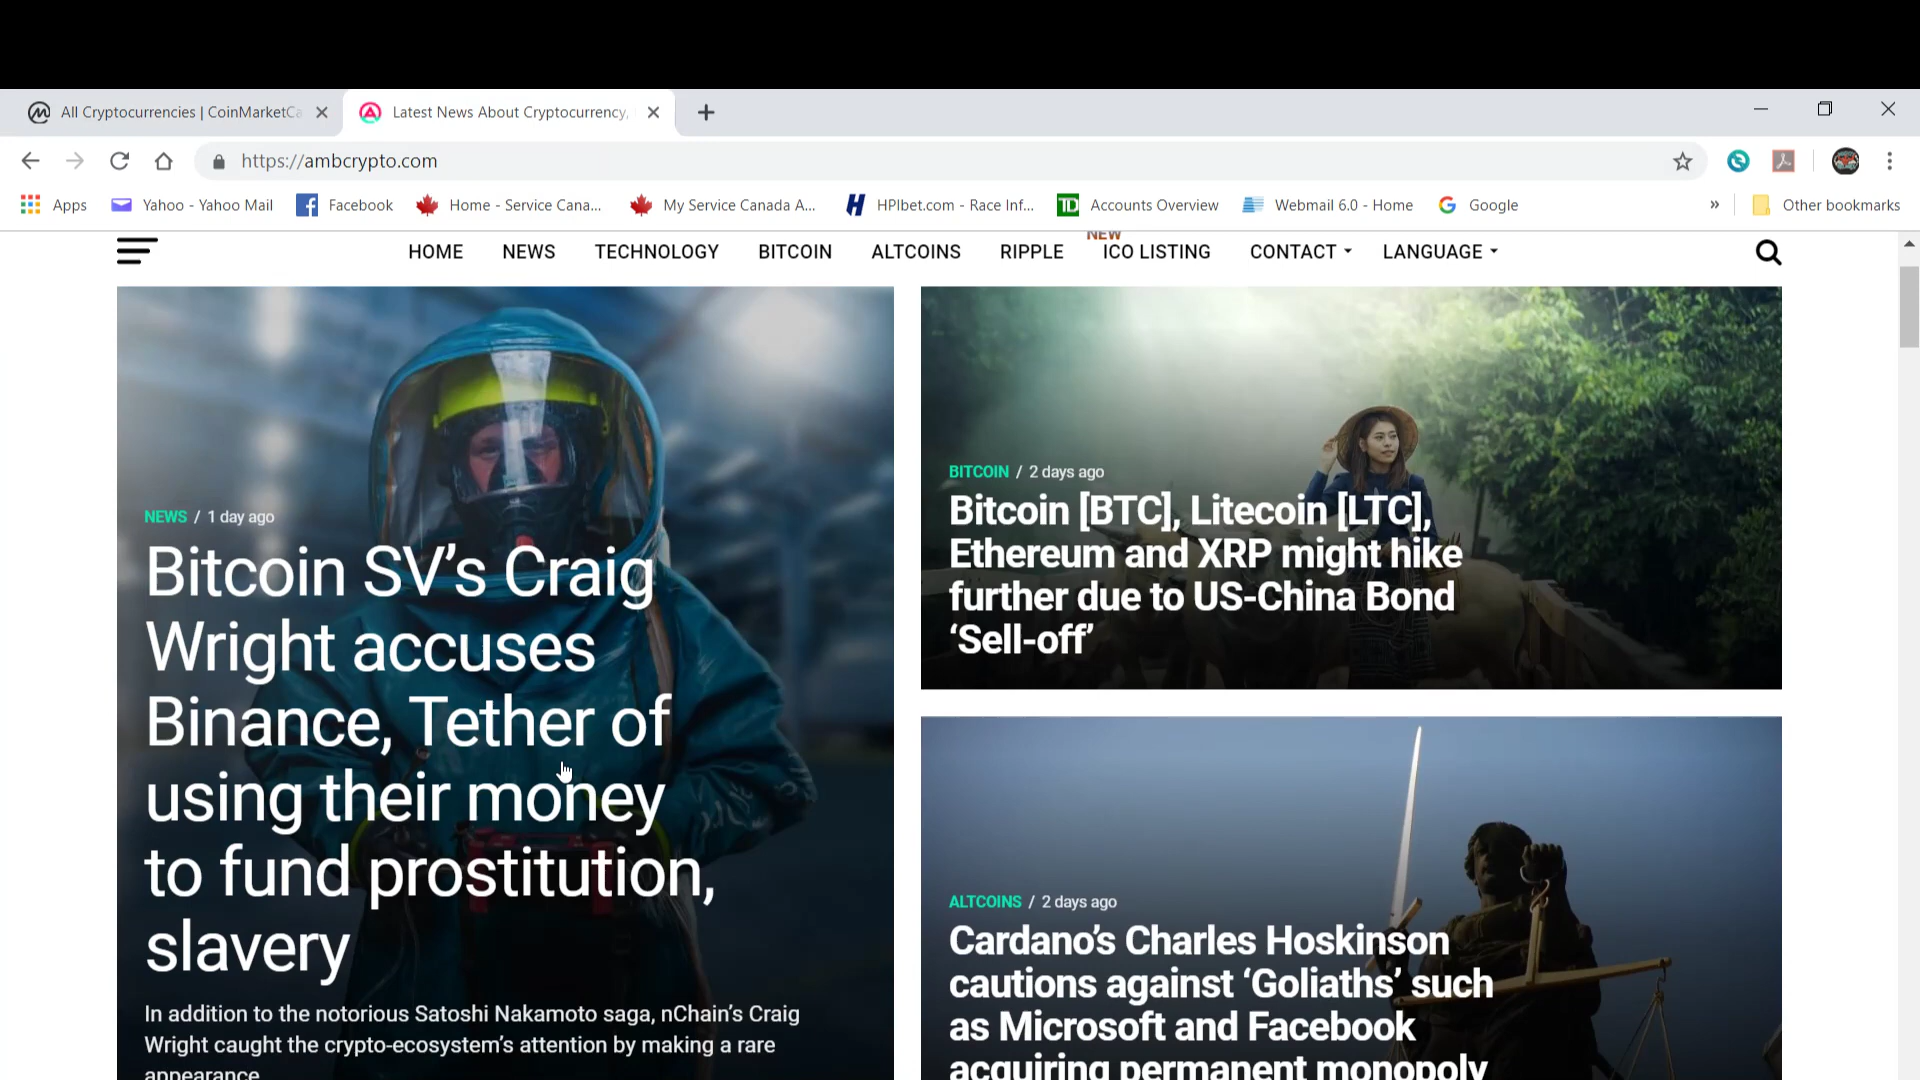 All Cryptocurrencies | CoinMarketCa
Latest News About Cryptocurrency,
https://ambcrypto.com
Apps
Yahoo - Yahoo Mail
Facebook
Home - Service Cana...
My Service Canada A...
HPIbet.com - Race Inf...
TD
Accounts Overview
Webmail 6.0 - Home
Google
»
Other bookmarks
HOME
NEWS
TECHNOLOGY
BITCOIN
ALTCOINS
RIPPLE
NEW
ICO LISTING
CONTACT
LANGUAGE
NEWS / 1 day ago
Bitcoin SV’s Craig
Wright accuses
Binance, Tether of
using their money
to fund prostitution,
slavery
In addition to the notorious Satoshi Nakamoto saga, nChain’s Craig
Wright caught the crypto-ecosystem’s attention by making a rare
appearance
BITCOIN / 2 days ago
Bitcoin [BTC], Litecoin [LTC],
Ethereum and XRP might hike
further due to US-China Bond
‘Sell-off’
ALTCOINS / 2 days ago
Cardano’s Charles Hoskinson
cautions against ‘Goliaths’ such
as Microsoft and Facebook
acquiring permanent monopoly